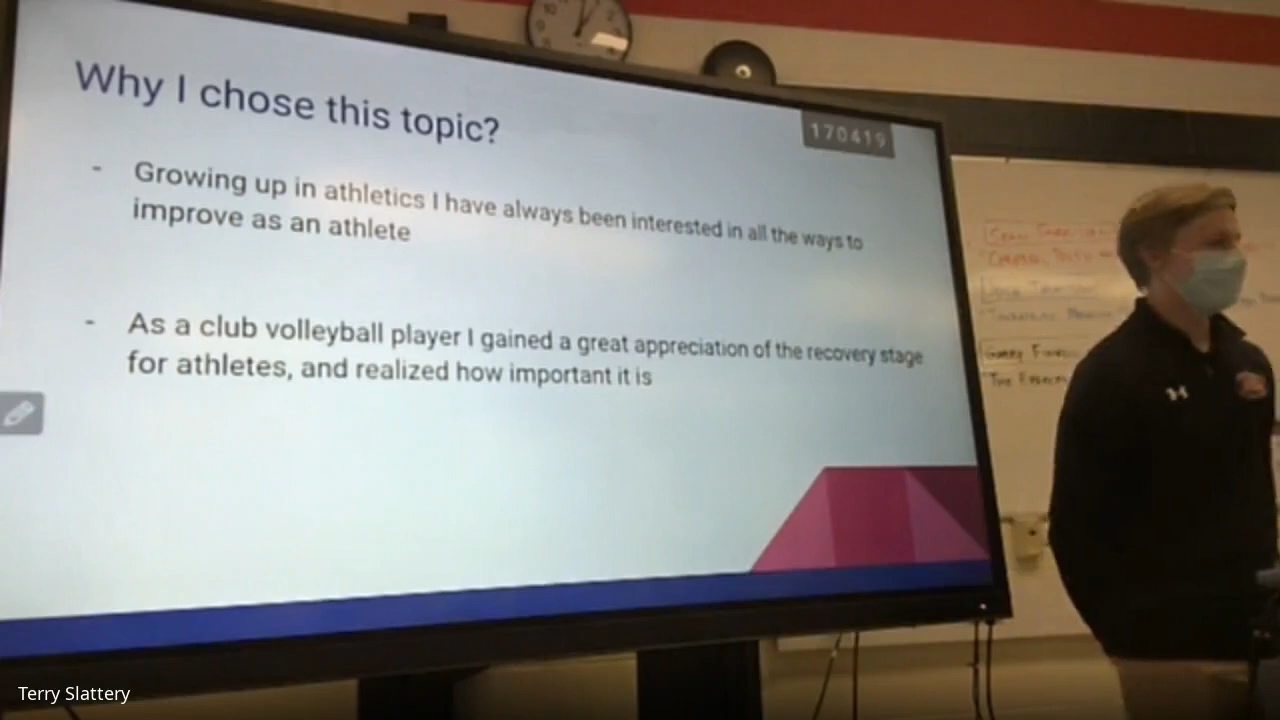 Why I chose this topic?
170419
- Growing up in athletics I have always been interested in all the ways to
improve as an athlete
- As a club volleyball player I gained a great appreciation of the recovery stage
for athletes, and realized how important it is
Terry Slattery